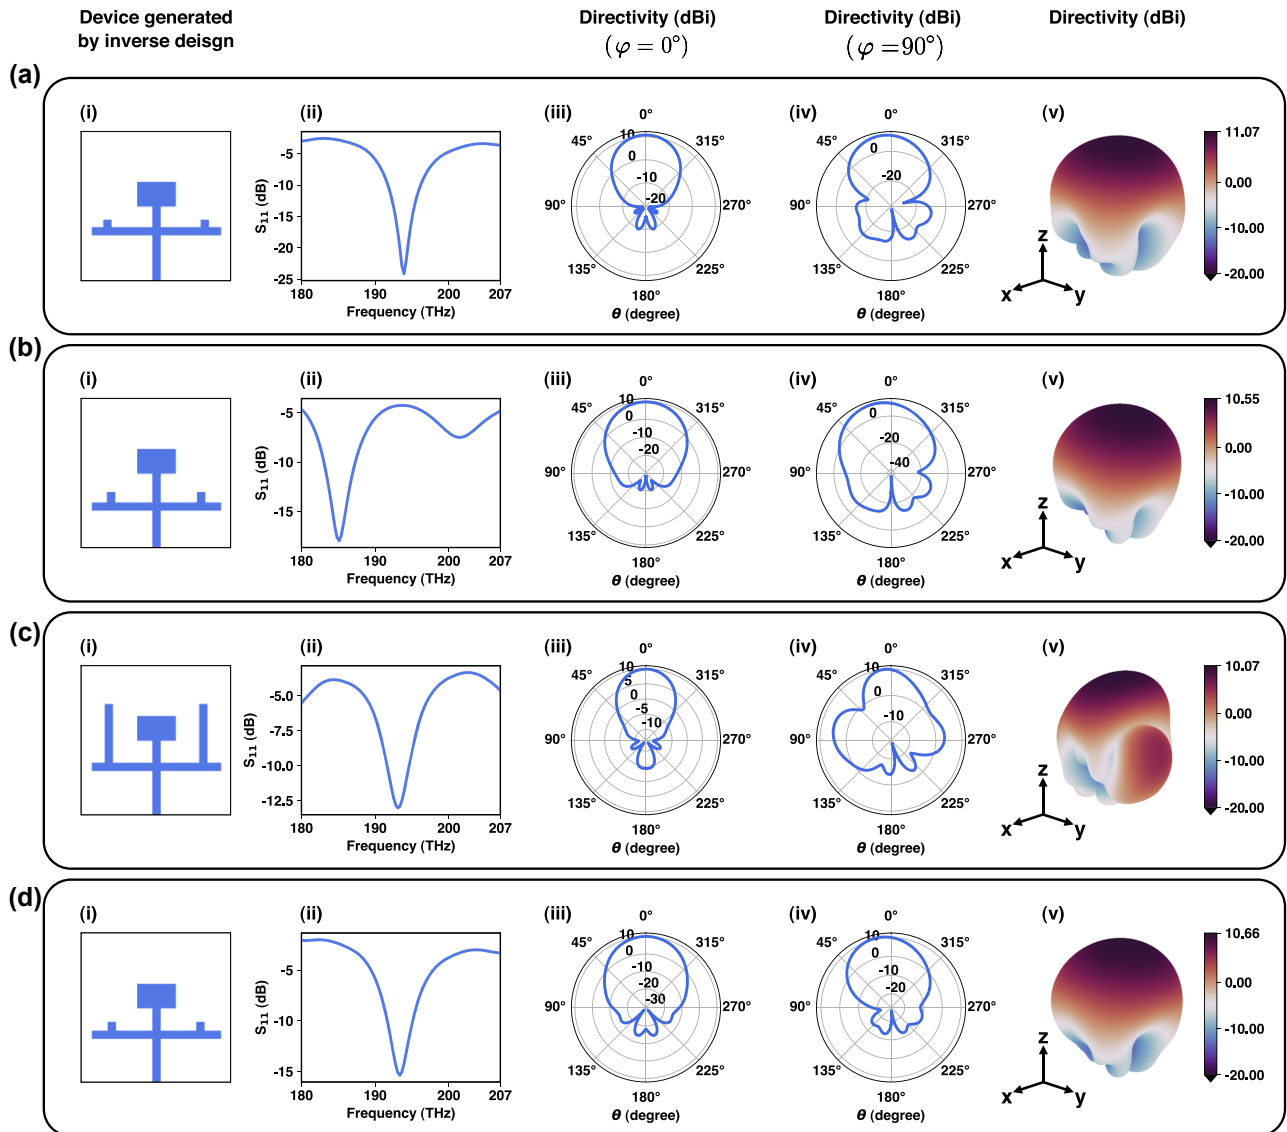 Device generated
by inverse deisgn
Directivity (dBi)
(φ = 0°)
Directivity (dBi)
(φ =90°)
Directivity (dBi)
(a)
(i)
(ii)
S₁₁ (dB)
-5
-10
-15
-20
-25
180
190
200
207
Frequency (THz)
(iii)
0°
45°
315°
90°
270°
135°
225°
180°
10
0
-10
-20
θ (degree)
(iv)
0°
45°
315°
90°
270°
135°
225°
180°
0
-20
θ (degree)
(v)
z
x
y
11.07
0.00
-10.00
-20.00
(b)
(i)
(ii)
S₁₁ (dB)
-5
-10
-15
180
190
200
207
Frequency (THz)
(iii)
0°
45°
315°
90°
270°
135°
225°
180°
10
0
-10
-20
θ (degree)
(iv)
0°
45°
315°
90°
270°
135°
225°
180°
0
-20
-40
θ (degree)
(v)
z
x
y
10.55
0.00
-10.00
-20.00
(c)
(i)
(ii)
S₁₁ (dB)
-5.0
-7.5
-10.0
-12.5
180
190
200
207
Frequency (THz)
(iii)
0°
45°
315°
90°
270°
135°
225°
180°
10
5
0
-5
-10
θ (degree)
(iv)
0°
45°
315°
90°
270°
135°
225°
180°
10
0
-10
θ (degree)
(v)
z
x
y
10.07
0.00
-10.00
-20.00
(d)
(i)
(ii)
S₁₁ (dB)
-5
-10
-15
180
190
200
207
Frequency (THz)
(iii)
0°
45°
315°
90°
270°
135°
225°
180°
10
0
-10
-20
-30
θ (degree)
(iv)
0°
45°
315°
90°
270°
135°
225°
180°
10
0
-10
-20
θ (degree)
(v)
z
x
y
10.66
0.00
-10.00
-20.00